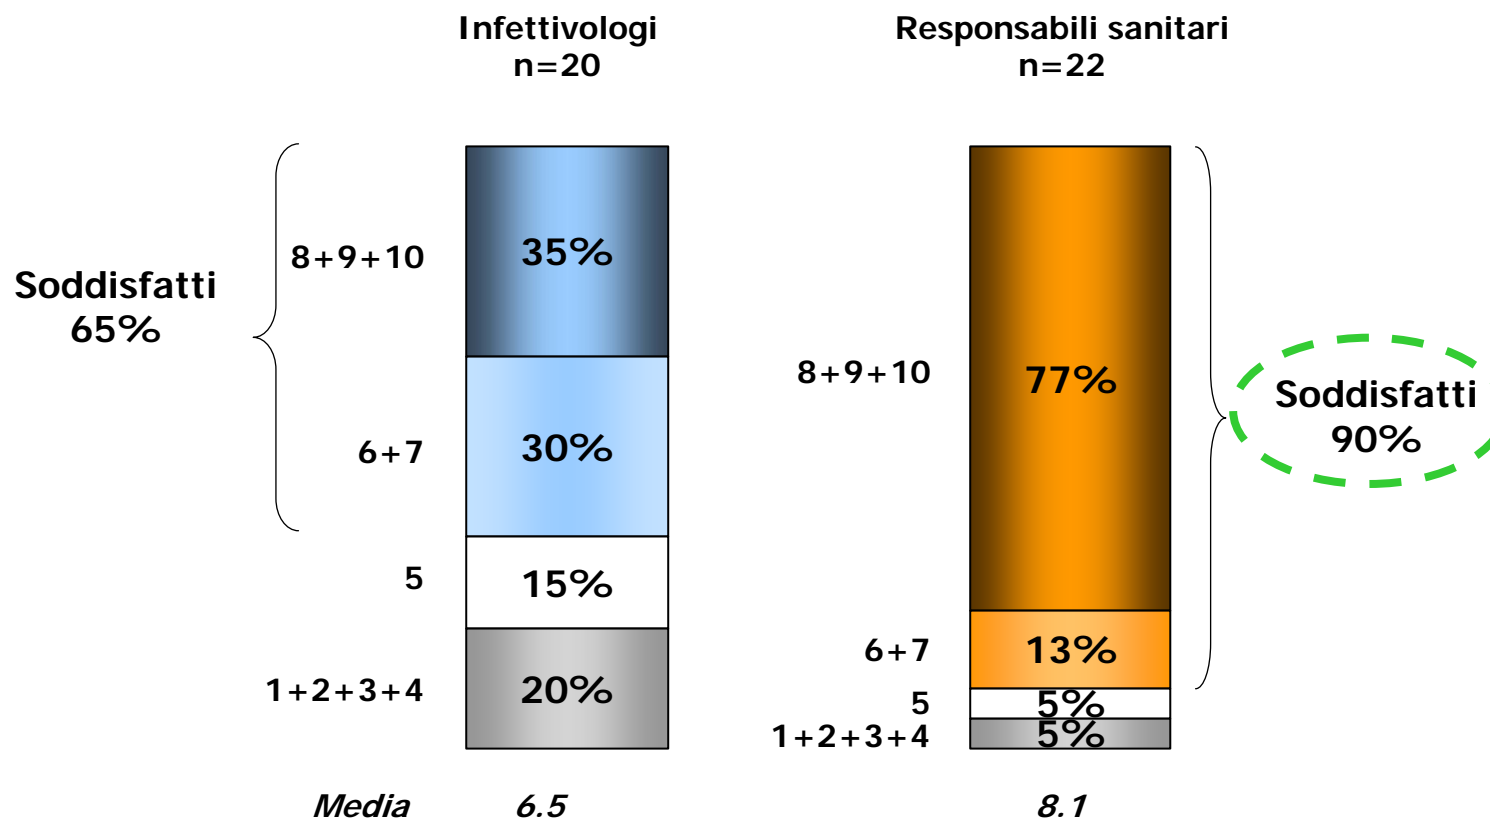 Infettivologi
n=20
Responsabili sanitari
n=22
Soddisfatti
65%
8+9+10
35%
6+7
30%
5
15%
1+2+3+4
20%
8+9+10
77%
6+7
13%
5
5%
1+2+3+4
5%
Soddisfatti
90%
Media
6.5
8.1